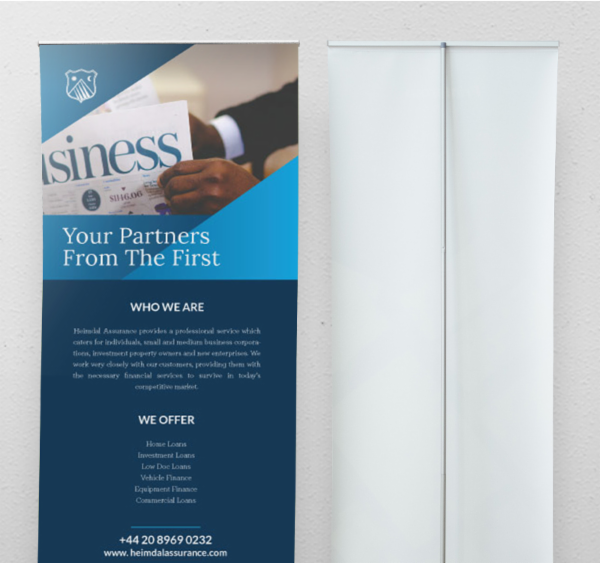 usiness
$1116.06
Your Partners
From The First
WHO WE ARE
Heimdal Assurance provides a professional service which
caters for individuals, small and medium business corpora-
tions, investment property owners and new enterprises. We
work very closely with our customers, providing them with
the necessary financial services to survive in today's
competitive market.
WE OFFER
Home Loans
Investment Loans
Low Doc Loans
Vehicle Finance
Equipment Finance
Commercial Loans
+44 20 8969 0232
www.heimdalassurance.com